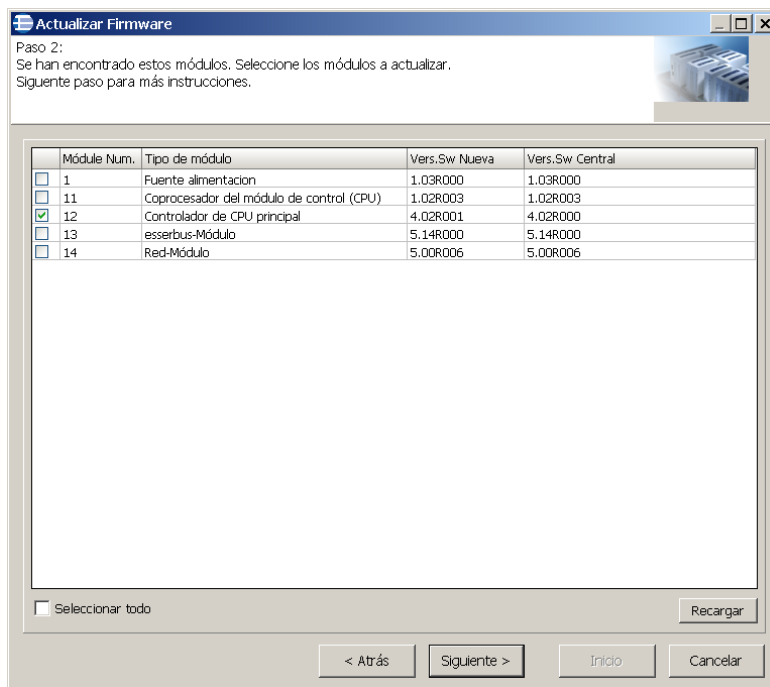 Actualizar Firmware
Paso 2:
Se han encontrado estos módulos. Seleccione los módulos a actualizar.
Siguente paso para más instrucciones.
Módule Num. Tipo de módulo Vers.Sw Nueva Vers.Sw Central
1 Fuente alimentacion 1.03R000 1.03R000
11 Coprocesador del módulo de control (CPU) 1.02R003 1.02R003
12 Controlador de CPU principal 4.02R001 4.02R000
13 esserbus-Módulo 5.14R000 5.14R000
14 Red-Módulo 5.00R006 5.00R006
Seleccionar todo Recargar
< Atrás Siguiente > Inicio Cancelar